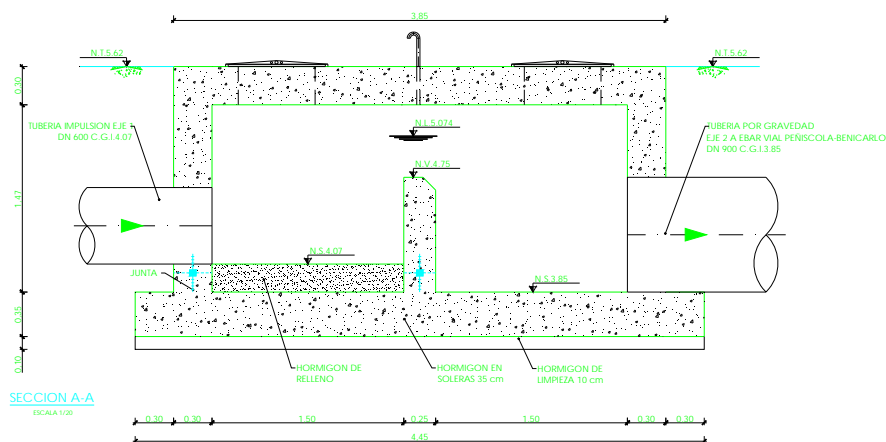 3.85
N.T.5.62
N.T.5.62
0.30
N.L.5.074
TUBERIA IMPULSION EJE 1
DN 600 C.G.I.4.07
TUBERIA POR GRAVEDAD
EJE 2 A EBAR VIAL PEÑISCOLA-BENICARLO
DN 900 C.G.I.3.85
N.V.4.75
1.47
N.S.4.07
JUNTA
N.S.3.85
0.35
0.10
HORMIGON DE
RELLENO
HORMIGON EN
SOLERAS 35 cm
HORMIGON DE
LIMPIEZA 10 cm
SECCION A-A
ESCALA 1/20
0.30 0.30 1.50 0.25 1.50 0.30 0.30
4.45